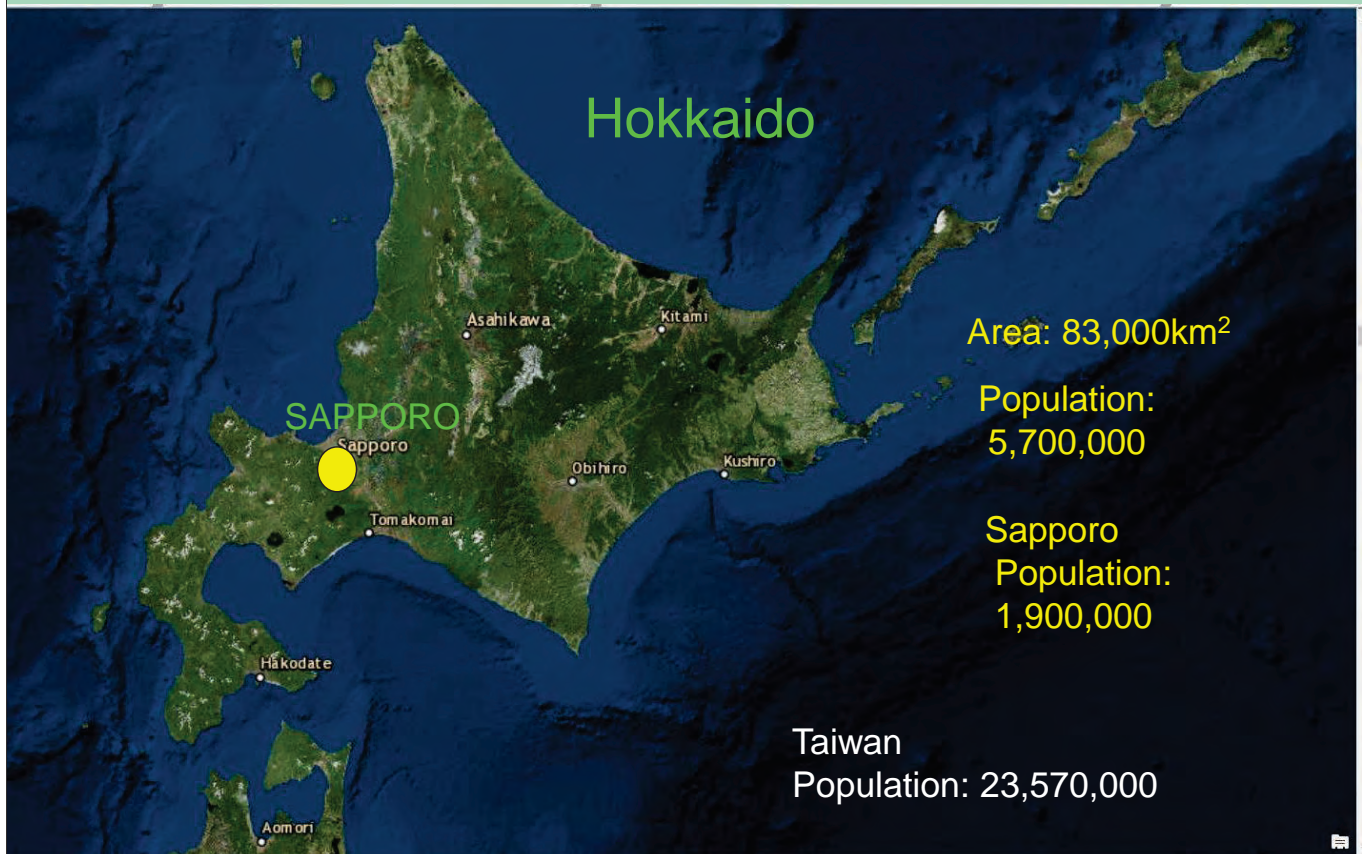 Hokkaido
Asahikawa
Kitami
Area: 83,000km²
Population:
5,700,000
SAPPORO
Sapporo
Obihiro
Kushiro
Tomakomai
Sapporo
Population:
1,900,000
Hakodate
Taiwan
Population: 23,570,000
Aomori